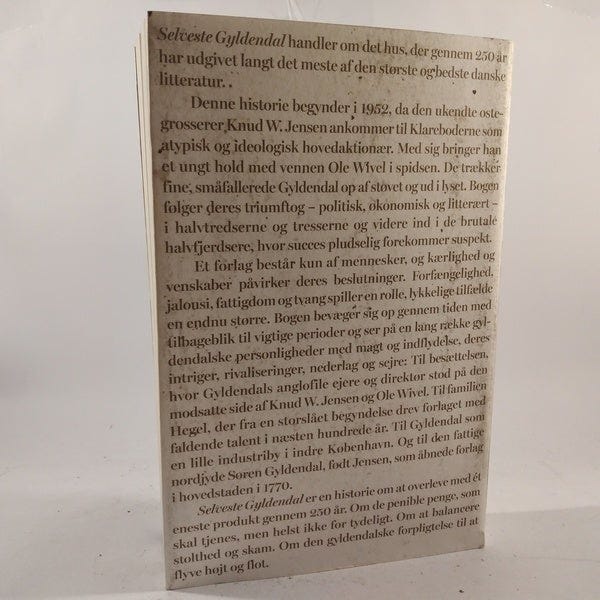 Selveste Gyldendal handler om det hus, der gennem 250 år
har udgivet langt det meste af den største og bedste danske
litteratur.
Denne historie begynder i 1952, da den ukendte oste-
grosserer Knud W. Jensen ankommer til Klareboderne som
atypisk og ideologisk hovedaktionær. Med sig bringer han
et ungt hold med vennen Ole Wivel i spidsen. De trækker
fine, småfallerede Gyldendal op af støvet og ud i lyset. Bogen
følger deres triumftog – politisk, økonomisk og litterært –
i halvtredserne og tresserne og videre ind i de brutale
halvfjerdsere, hvor succes pludselig forekommer suspekt.
Et forlag består kun af mennesker, og kærlighed og
venskaber påvirker deres beslutninger. Forfængelighed,
jalousi, fattigdom og tvang spiller en rolle, lykkelige tilfælde
en endnu større. Bogen bevæger sig op gennem tiden med
tilbageblik til vigtige perioder og ser på en lang række gyl-
dendalske personligheder med magt og indflydelse, deres
intriger, rivaliseringer, nederlag og sejre: Til besættelsen,
hvor Gyldendals anglofile ejere og direktør stod på den
modsatte side af Knud W. Jensen og Ole Wivel. Til familien
Hegel, der fra en storslået begyndelse drev forlaget med
faldende talent i næsten hundrede år. Til Gyldendal som
en lille industriby i indre København. Og til den fattige
nordjyde Søren Gyldendal, født Jensen, som åbnede forlag
i hovedstaden i 1770.
Selveste Gyldendal er en historie om at overleve med ét
eneste produkt gennem 250 år. Om de penible penge, som
skal tjenes, men helst ikke for tydeligt. Om at balancere
stolthed og skam. Om den gyldendalske forpligtelse til at
flyve højt og flot.